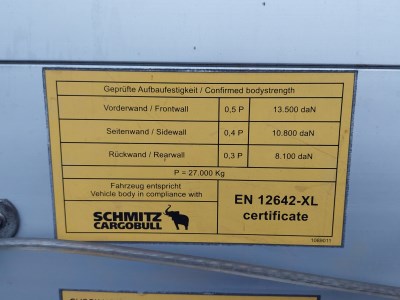 Geprüfte Aufbaufestigkeit / Confirmed bodystrength
Vorderwand / Frontwall 0,5 P 13.500 daN
Seitenwand / Sidewall 0,4 P 10.800 daN
Rückwand / Rearwall 0,3 P 8.100 daN
P = 27.000 Kg
Fahrzeug entspricht
Vehicle body in compliance with
SCHMITZ
CARGOBULL
EN 12642-XL
certificate